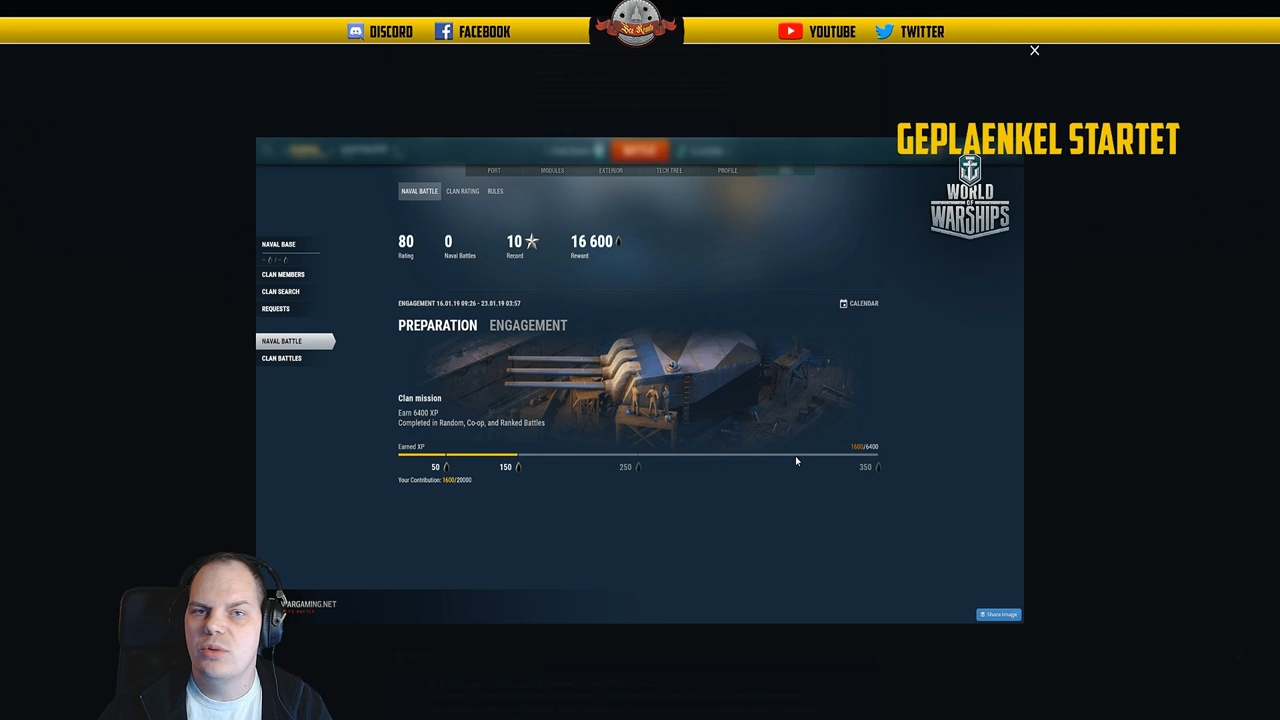 DISCORD FACEBOOK Sea Rounts YOUTUBE TWITTER
GEPLAENKEL STARTET
WORLD
OF
WARSHIPS
BATTLE
PORT MODULES EXTERIOR TECH TREE PROFILE
NAVAL BATTLE CLAN RATING RULES
80 0 10 16 600
Rating Naval Battles Record Reward
NAVAL BASE
- / -
CLAN MEMBERS
CLAN SEARCH
REQUESTS
NAVAL BATTLE
CLAN BATTLES
ENGAGEMENT 16.01.19 09:26 - 23.01.19 03:57 CALENDAR
PREPARATION ENGAGEMENT
Clan mission
Earn 6400 XP
Completed in Random, Co-op, and Ranked Battles
Earned XP 1600/6400
50 150 250 350
Your Contribution: 1600/20000
WARGAMING.NET
Share Image